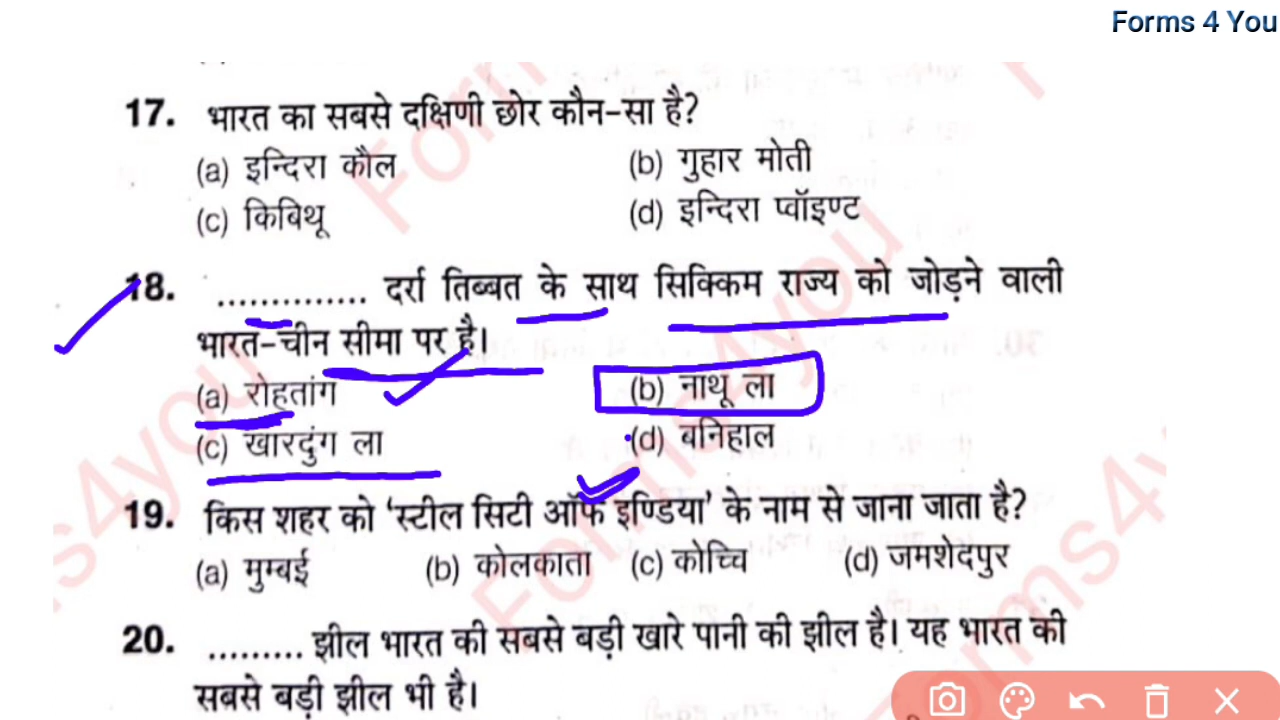 Forms 4 You
17. भारत का सबसे दक्षिणी छोर कौन-सा है?
(a) इन्दिरा कौल (b) गुहार मोती
(c) किबिथू (d) इन्दिरा प्वॉइण्ट
18. .............. दर्रा तिब्बत के साथ सिक्किम राज्य को जोड़ने वाली
भारत-चीन सीमा पर है।
(a) रोहतांग (b) नाथू ला
(c) खारदुंग ला (d) बनिहाल
19. किस शहर को 'स्टील सिटी ऑफ इण्डिया' के नाम से जाना जाता है?
(a) मुम्बई (b) कोलकाता (c) कोच्चि (d) जमशेदपुर
20. ......... झील भारत की सबसे बड़ी खारे पानी की झील है। यह भारत की
सबसे बड़ी झील भी है।